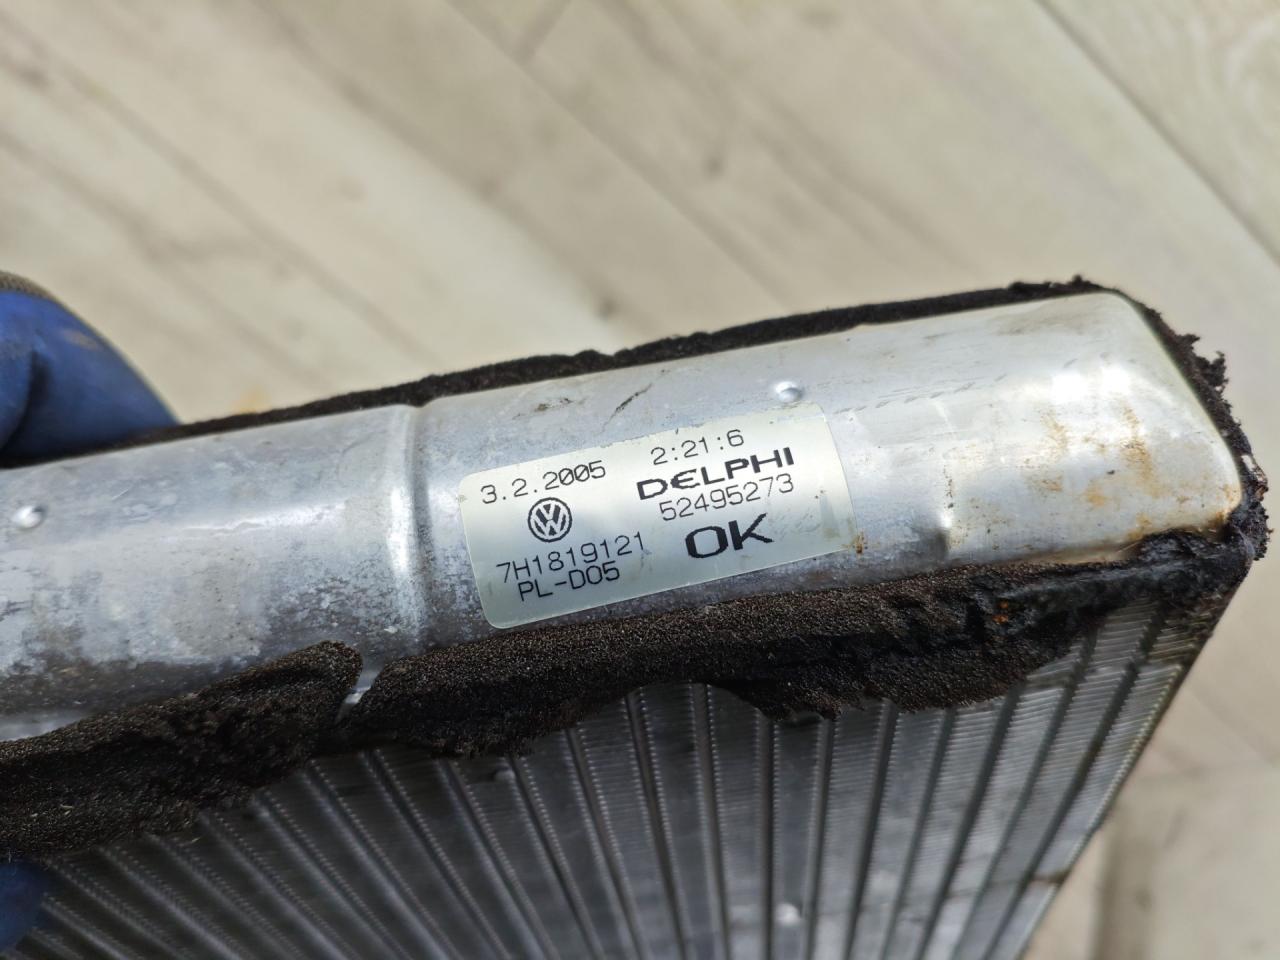 3.2.2005 2:21:6
DELPHI
52495273
7H1819121 OK
PL-D05